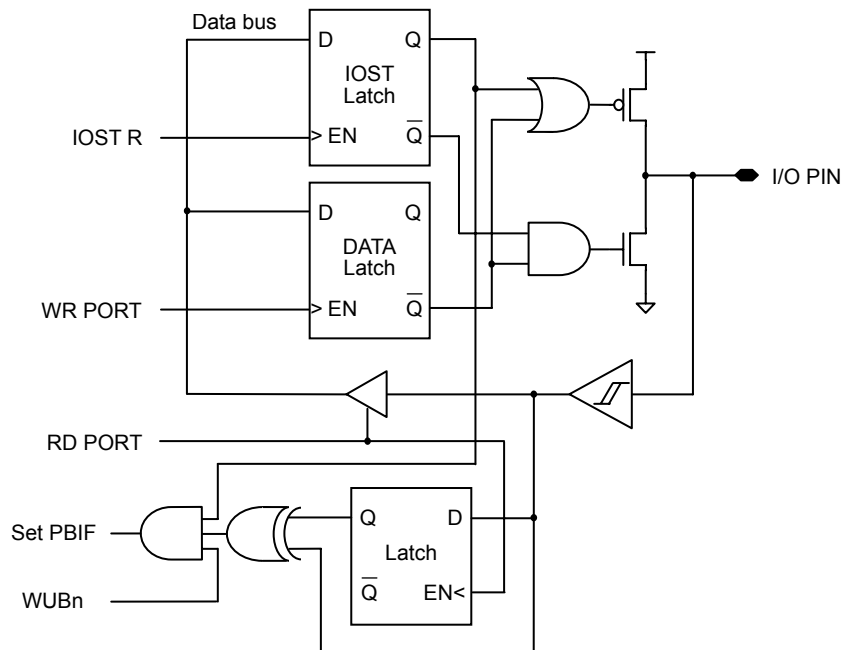 Data bus
D Q
IOST
Latch
IOST R
> EN Q
I/O PIN
D Q
DATA
Latch
WR PORT
> EN Q
RD PORT
Q D
Set PBIF
Latch
WUBn
Q EN<